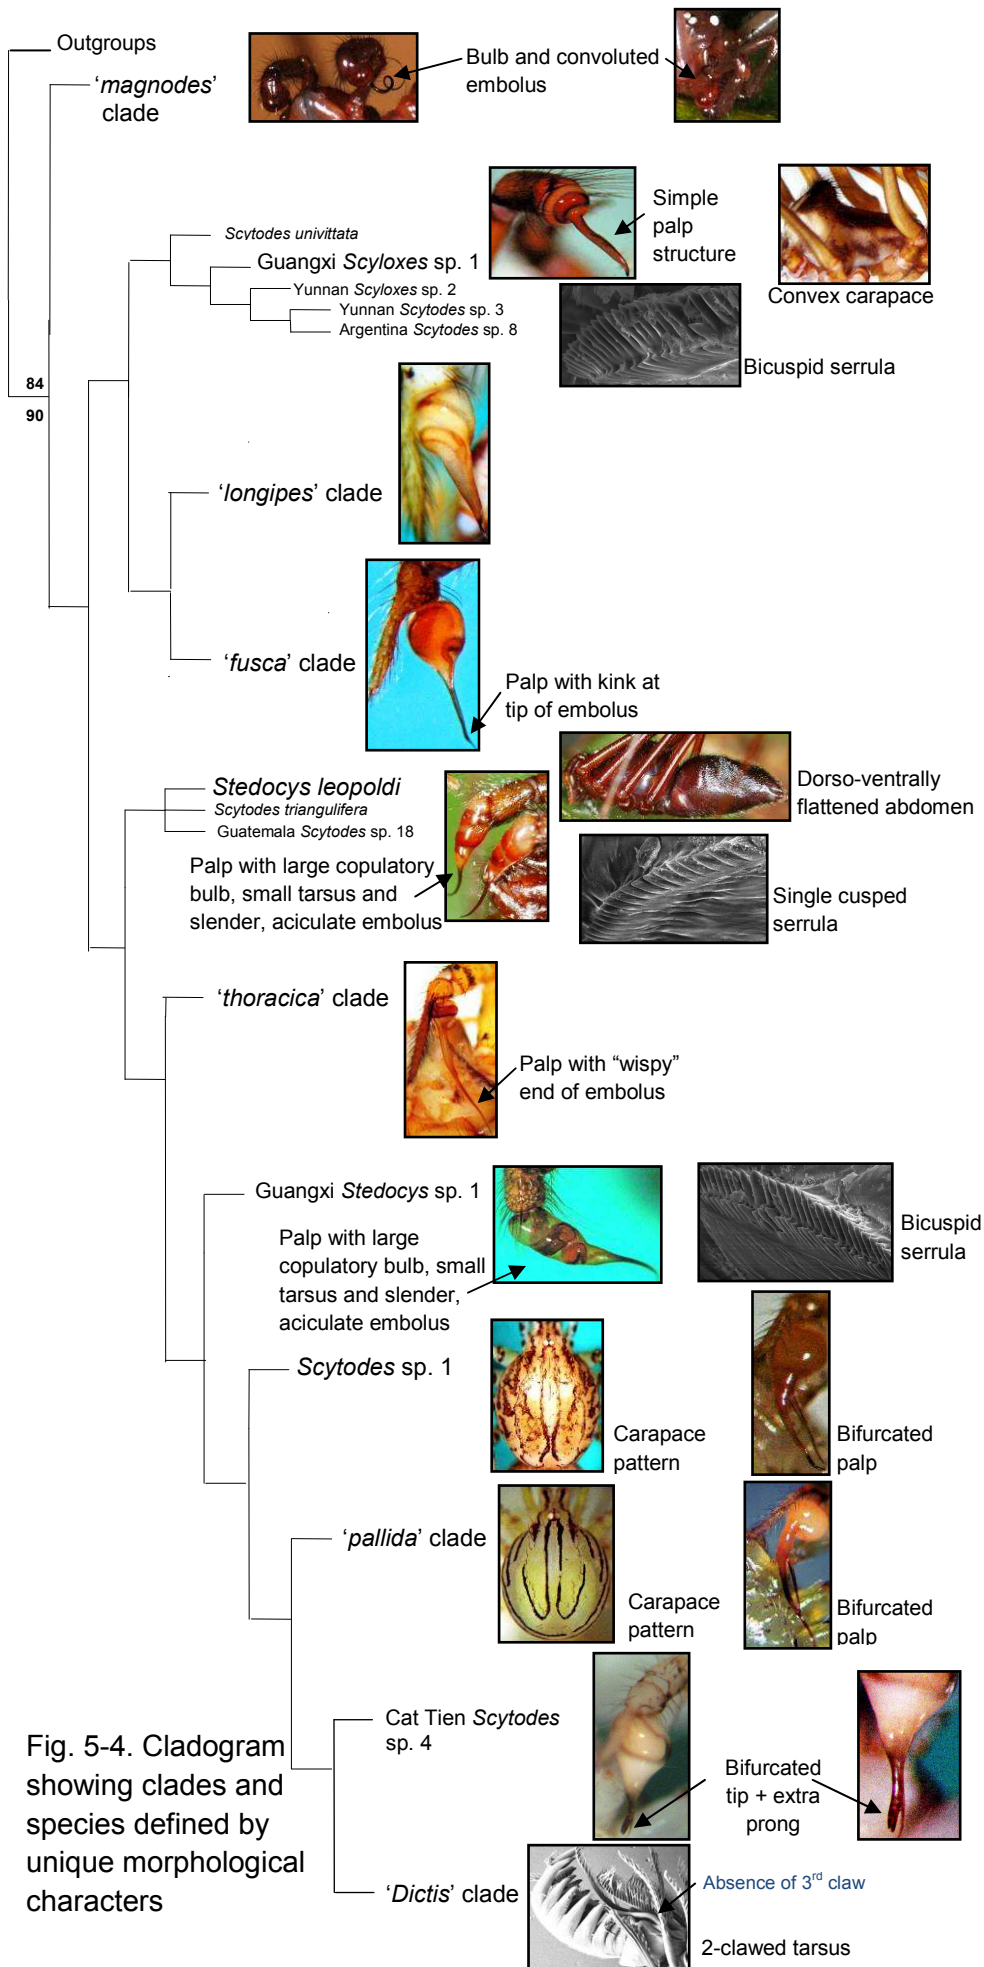 Outgroups
'magnodes'
clade
Bulb and convoluted
embolus
Simple
palp
structure
Convex carapace
Scytodes univittata
Guangxi Scyloxes sp. 1
Yunnan Scyloxes sp. 2
Yunnan Scytodes sp. 3
Argentina Scytodes sp. 8
Bicuspid serrula
84
90
'longipes' clade
'fusca' clade
Palp with kink at
tip of embolus
Stedocys leopoldi
Scytodes triangulifera
Guatemala Scytodes sp. 18
Dorso-ventrally
flattened abdomen
Palp with large copulatory
bulb, small tarsus and
slender, aciculate embolus
Single cusped
serrula
'thoracica' clade
Palp with “wispy”
end of embolus
Guangxi Stedocys sp. 1
Bicuspid
serrula
Palp with large
copulatory bulb, small
tarsus and slender,
aciculate embolus
Scytodes sp. 1
Carapace
pattern
Bifurcated
palp
'pallida' clade
Carapace
pattern
Bifurcated
palp
Cat Tien Scytodes
sp. 4
Bifurcated
tip + extra
prong
Fig. 5-4. Cladogram
showing clades and
species defined by
unique morphological
characters
'Dictis' clade
Absence of 3rd claw
2-clawed tarsus